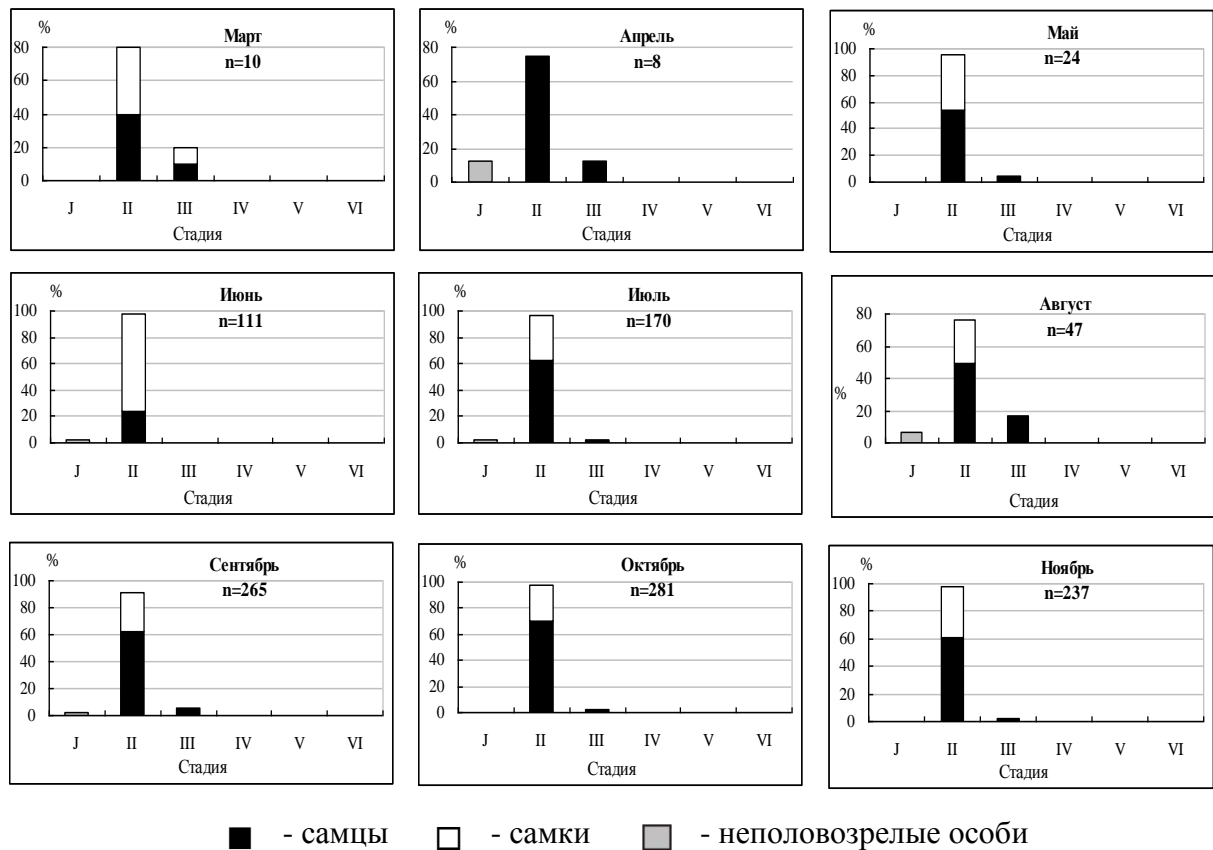 %
Март
n=10
80
60
40
20
0
J II III IV V VI
Стадия
%
Апрель
n=8
80
60
40
20
0
J II III IV V VI
Стадия
%
Май
n=24
100
80
60
40
20
0
J II III IV V VI
Стадия
%
Июнь
n=111
100
80
60
40
20
0
J II III IV V VI
Стадия
%
Июль
n=170
100
80
60
40
20
0
J II III IV V VI
Стадия
Август
n=47
80
60
40
%
20
0
J II III IV V VI
Стадия
%
Сентябрь
n=265
100
80
60
40
20
0
J II III IV V VI
Стадия
%
Октябрь
n=281
100
80
60
40
20
0
J II III IV V VI
Стадия
%
Ноябрь
n=237
100
80
60
40
20
0
J II III IV V VI
Стадия
- самцы - самки - неполовозрелые особи